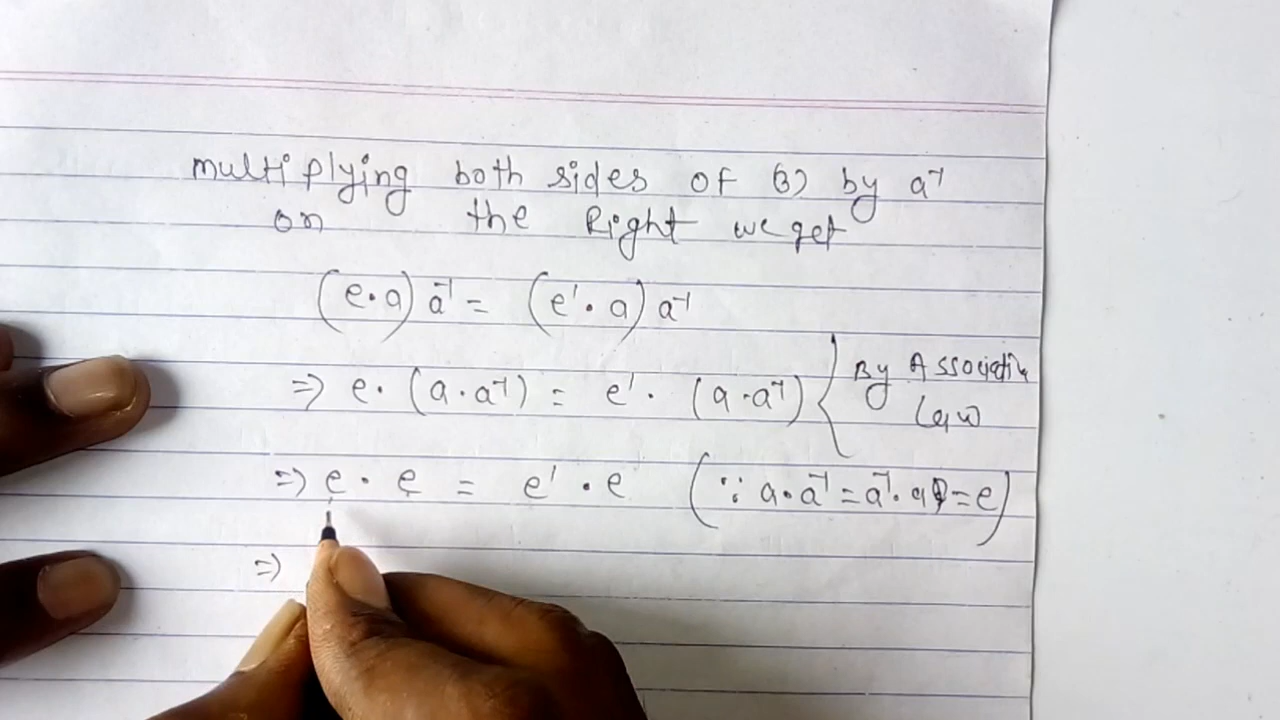 multiplying both sides of (3) by a⁻¹
on the Right we get
(e·a) a⁻¹ = (e'·a) a⁻¹
=> e·(a·a⁻¹) = e'·(a·a⁻¹) { By Associative Law
=> e·e = e'·e (∵ a·a⁻¹ = a⁻¹·a = e)
=>